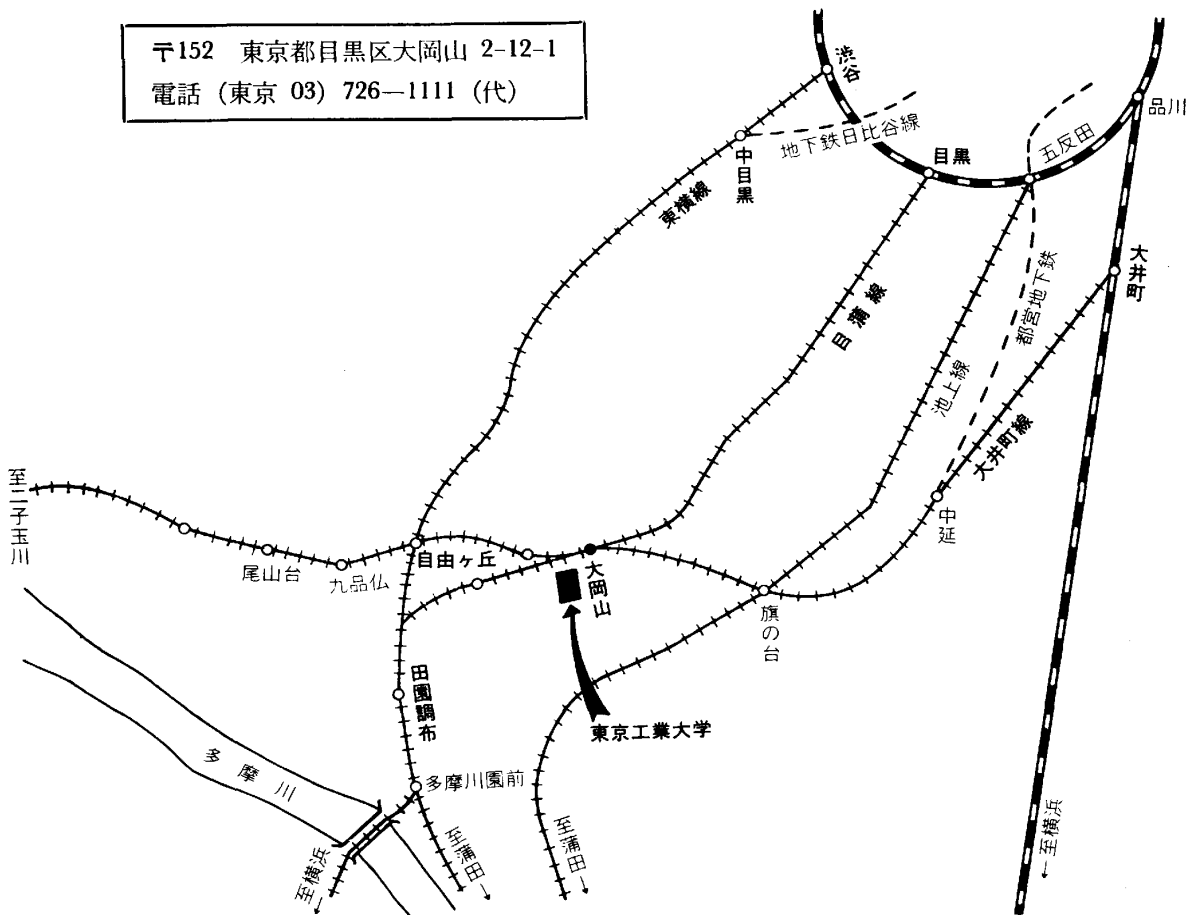 〒152 東京都目黒区大岡山 2-12-1
電話 (東京 03) 726—1111 (代)
渋谷
品川
地下鉄日比谷線
五反田
中目黒
目黒
東横線
大井町
都営地下鉄
目蒲線
池上線
大井町線
至二子玉川
中延
自由ヶ丘
尾山台
九品仏
大岡山
旗の台
田園調布
東京工業大学
多摩川
多摩川園前
至横浜
至蒲田
至蒲田
至横浜